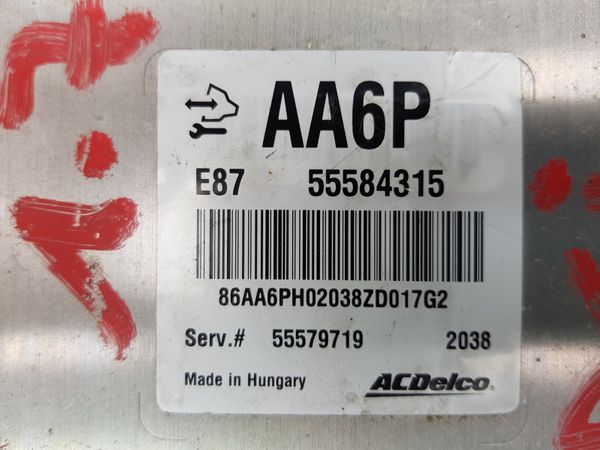 AA6P
E87 55584315
86AA6PH02038ZD017G2
Serv.# 55579719 2038
Made in Hungary ACDelco